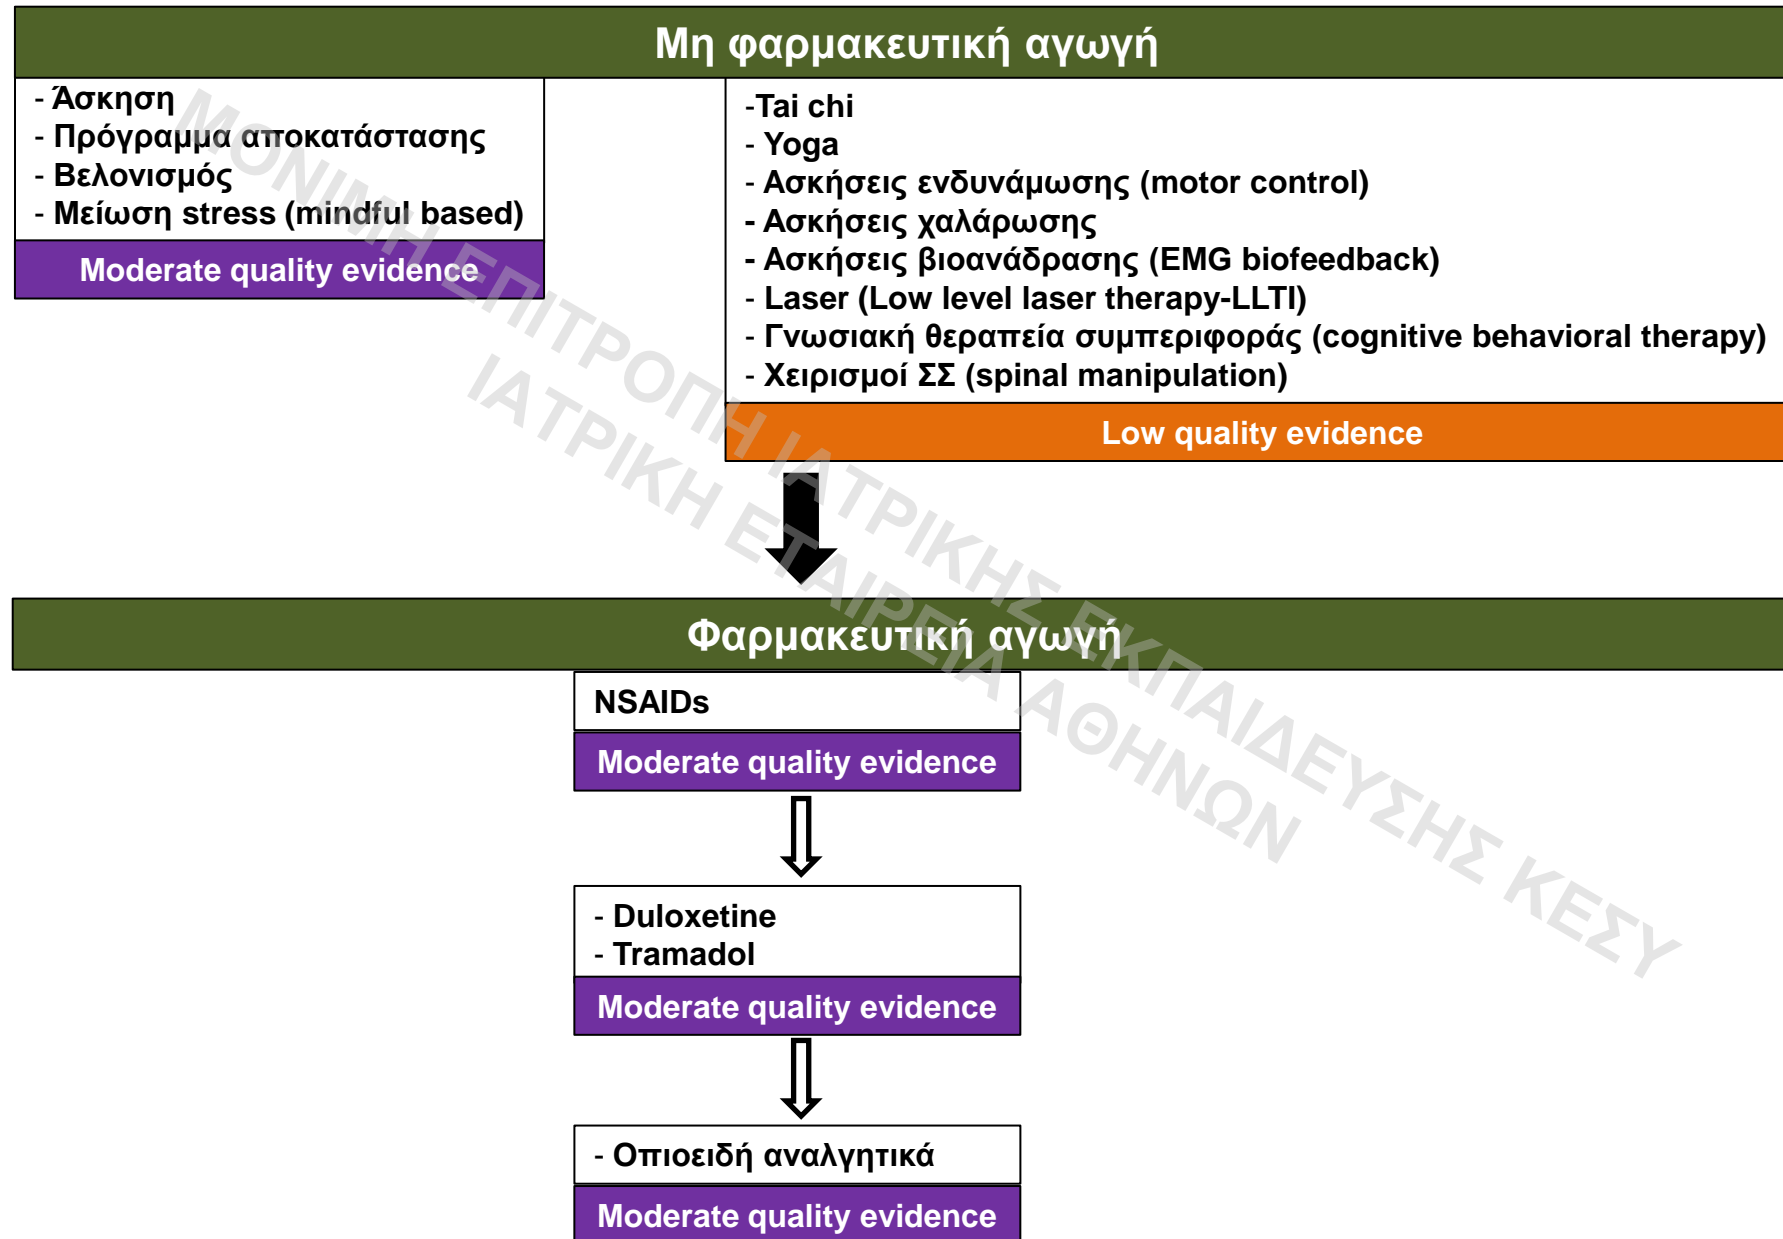 Μη φαρμακευτική αγωγή
- Άσκηση
- Πρόγραμμα αποκατάστασης
- Βελονισμός
- Μείωση stress (mindful based)
Moderate quality evidence
-Tai chi
- Yoga
- Ασκήσεις ενδυνάμωσης (motor control)
- Ασκήσεις χαλάρωσης
- Ασκήσεις βιοανάδρασης (EMG biofeedback)
- Laser (Low level laser therapy-LLTI)
- Γνωσιακή θεραπεία συμπεριφοράς (cognitive behavioral therapy)
- Χειρισμοί ΣΣ (spinal manipulation)
Low quality evidence
Φαρμακευτική αγωγή
NSAIDs
Moderate quality evidence
- Duloxetine
- Tramadol
Moderate quality evidence
- Οπιοειδή αναλγητικά
Moderate quality evidence
ΜΟΝΙΜΗ ΕΠΙΤΡΟΠΗ ΙΑΤΡΙΚΗΣ ΕΚΠΑΙΔΕΥΣΗΣ ΚΕΣΥ
ΙΑΤΡΙΚΗ ΕΤΑΙΡΕΙΑ ΑΘΗΝΩΝ